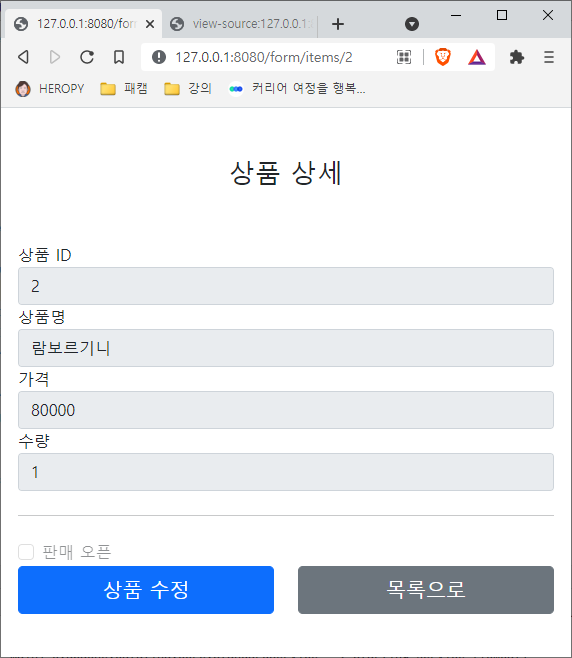 127.0.0.1:8080/for
view-source:127.0.0.1:
127.0.0.1:8080/form/items/2
HEROPY 패캠 강의 커리어 여정을 행복...
상품 상세
상품 ID
2
상품명
람보르기니
가격
80000
수량
1
판매 오픈
상품 수정 목록으로